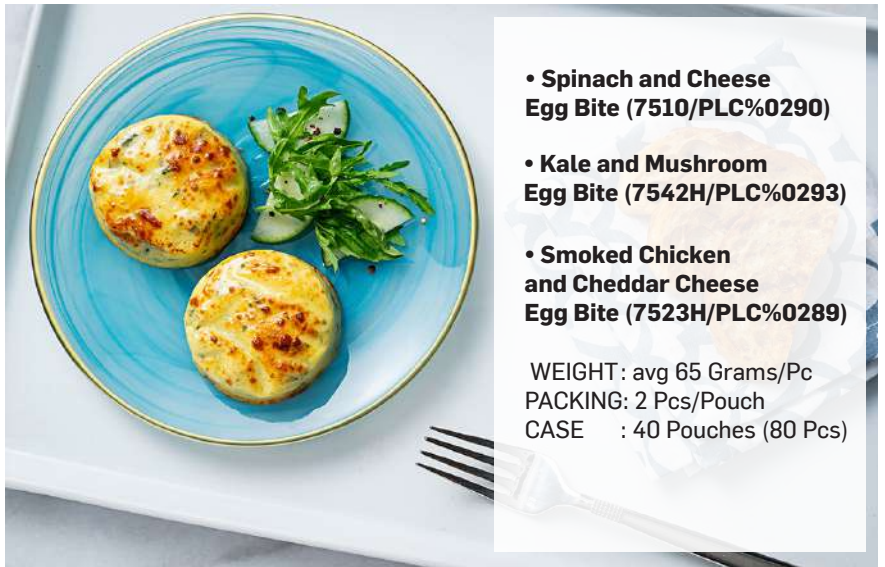 • Spinach and Cheese
Egg Bite (7510/PLC%0290)
• Kale and Mushroom
Egg Bite (7542H/PLC%0293)
• Smoked Chicken
and Cheddar Cheese
Egg Bite (7523H/PLC%0289)
WEIGHT: avg 65 Grams/Pc
PACKING: 2 Pcs/Pouch
CASE : 40 Pouches (80 Pcs)